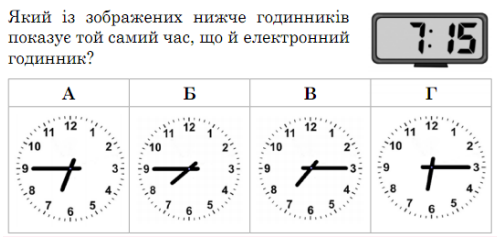 Який із зображених нижче годинників
показує той самий час, що й електронний
годинник?
7:15
А Б В Г
12 1 2 3 4 5 6 7 8 9 10 11
12 1 2 3 4 5 6 7 8 9 10 11
12 1 2 3 4 5 6 7 8 9 10 11
12 1 2 3 4 5 6 7 8 9 10 11